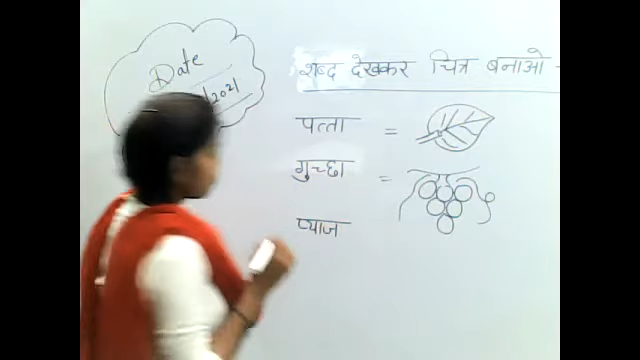 Date
/2021
शब्द देखकर चित्र बनाओ -
पत्ता =
गुच्छा =
प्याज